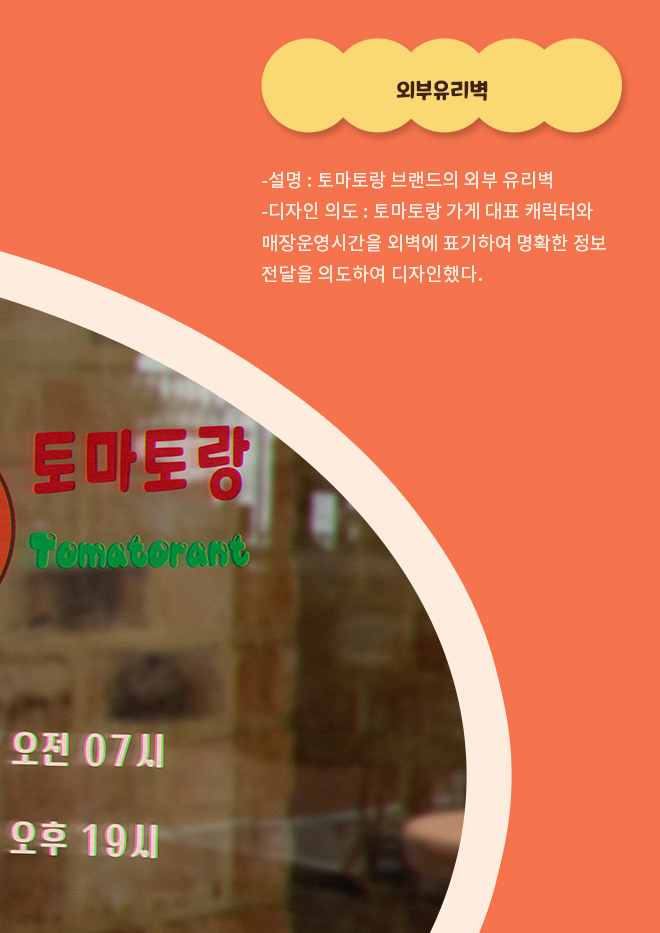 외부유리벽
-설명 : 토마토랑 브랜드의 외부 유리벽
-디자인 의도 : 토마토랑 가게 대표 캐릭터와
매장운영시간을 외벽에 표기하여 명확한 정보
전달을 의도하여 디자인했다.
토마토랑
Tomatorant
오전 07시
오후 19시